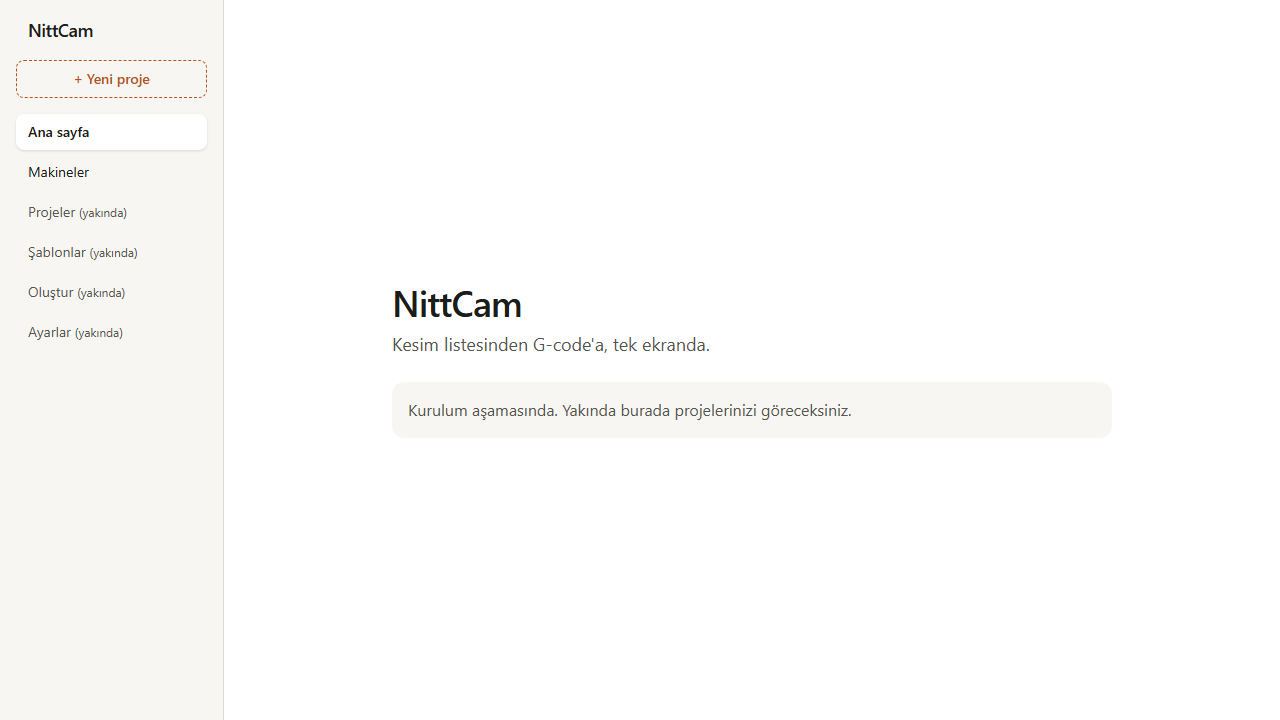 NittCam
+ Yeni proje
Ana sayfa
Makineler
Projeler (yakında)
Şablonlar (yakında)
Oluştur (yakında)
Ayarlar (yakında)
NittCam
Kesim listesinden G-code'a, tek ekranda.
Kurulum aşamasında. Yakında burada projelerinizi göreceksiniz.